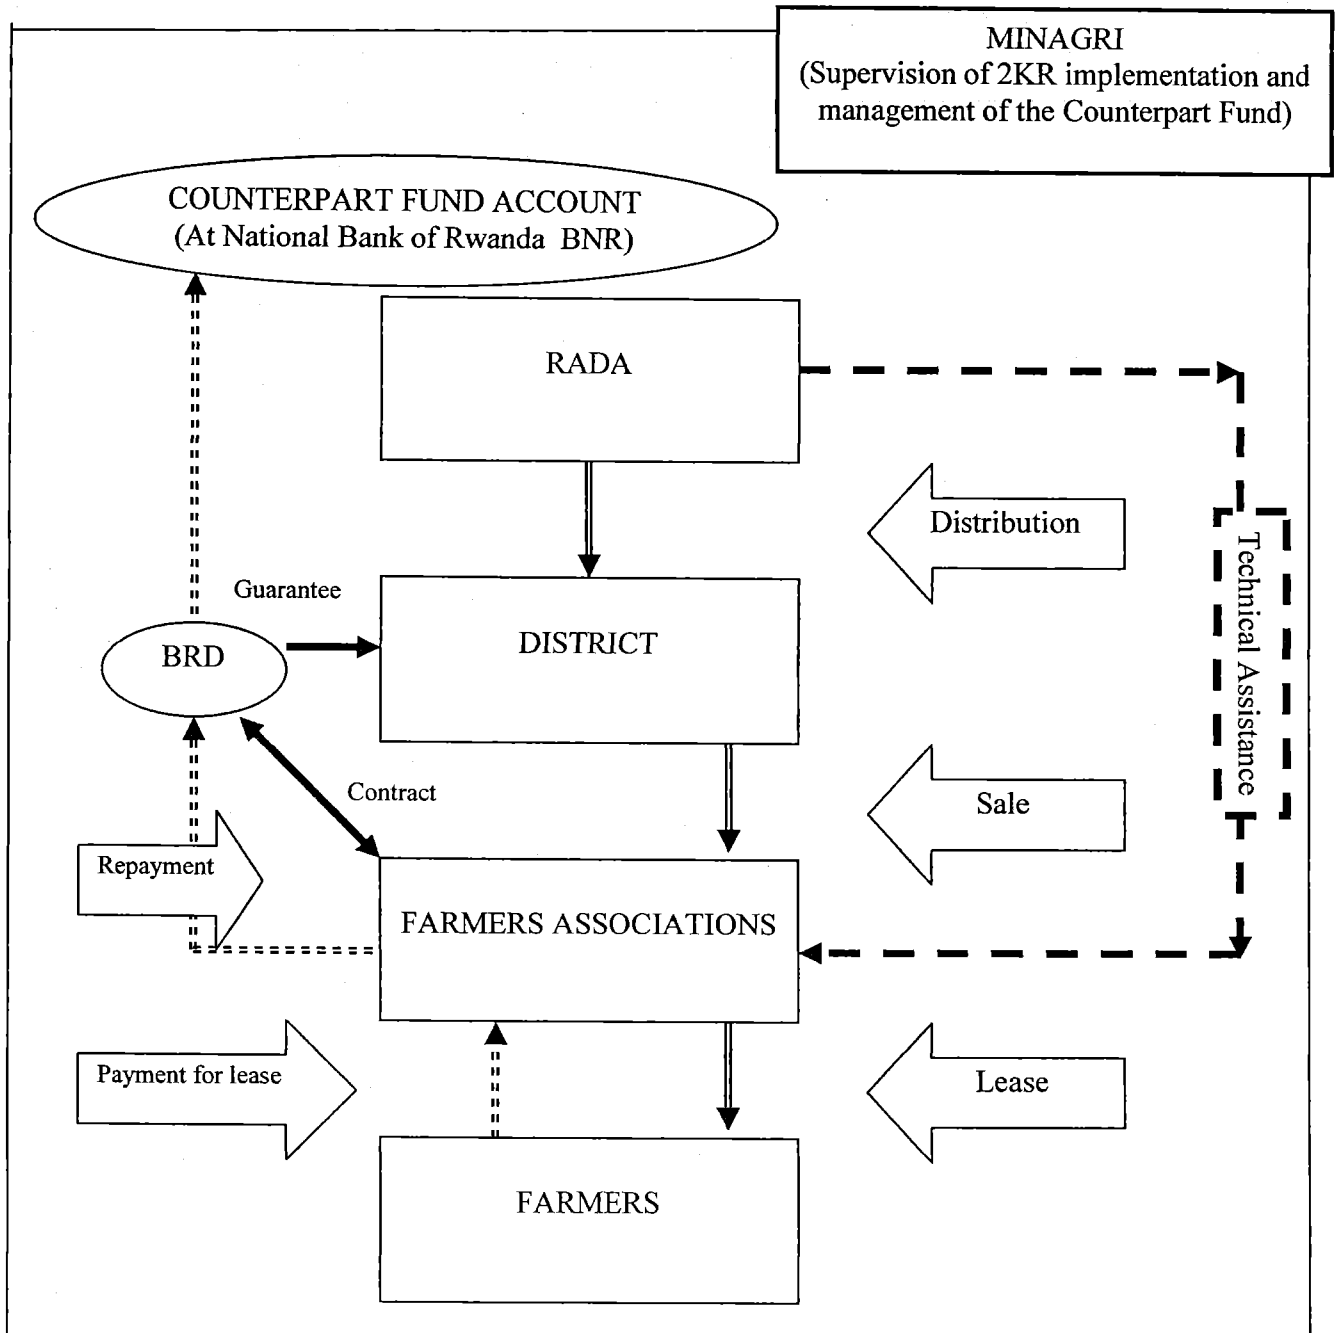 MINAGRI
(Supervision of 2KR implementation and
management of the Counterpart Fund)
COUNTERPART FUND ACCOUNT
(At National Bank of Rwanda BNR)
RADA
Distribution
Guarantee
BRD
DISTRICT
Technical Assistance
Contract
Sale
Repayment
FARMERS ASSOCIATIONS
Payment for lease
Lease
FARMERS